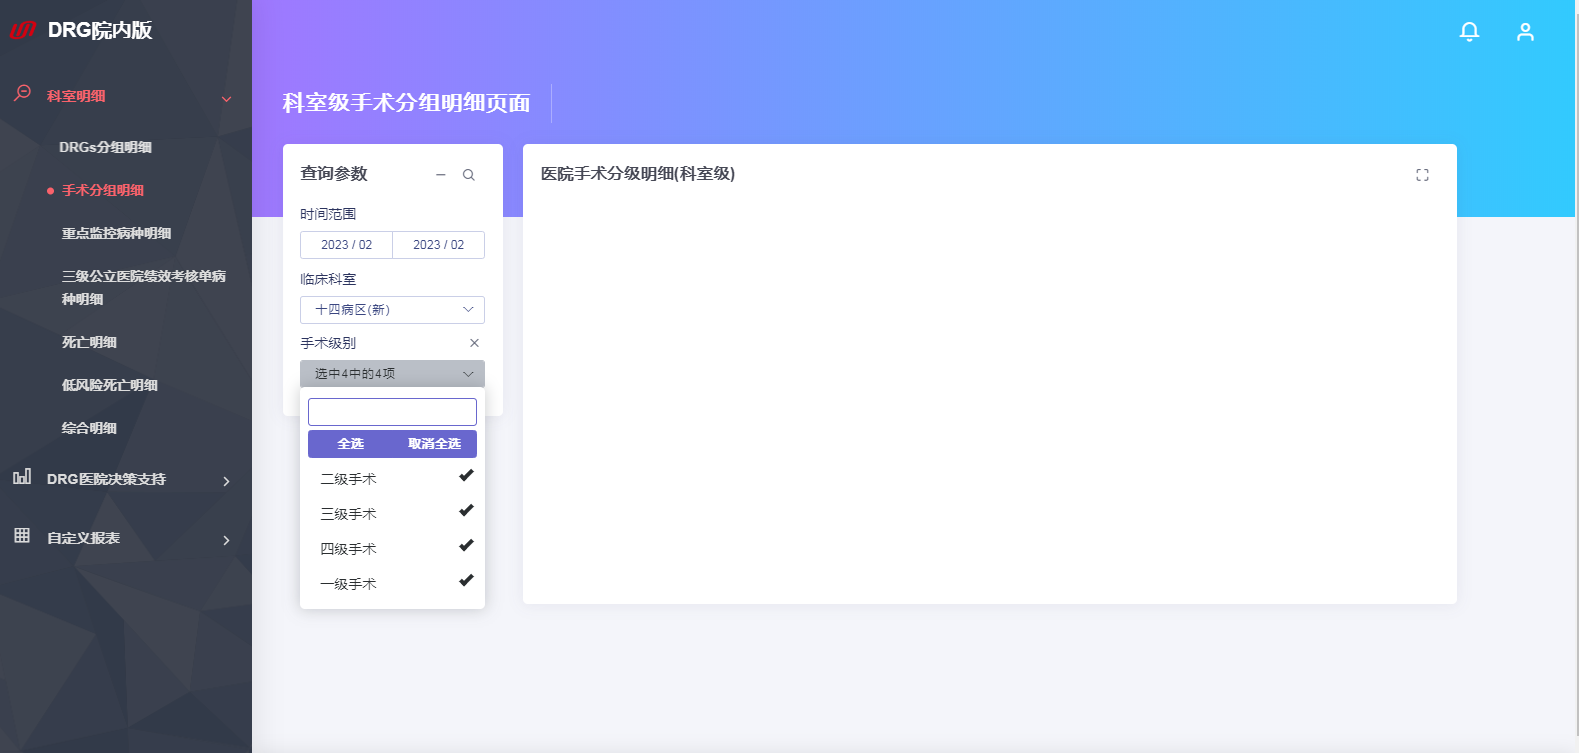 DRG院内版
科室明细
DRGs分组明细
手术分组明细
重点监控病种明细
三级公立医院绩效考核单病
种明细
死亡明细
低风险死亡明细
综合明细
DRG医院决策支持
自定义报表
科室级手术分组明细页面
查询参数
时间范围
2023 / 02 2023 / 02
临床科室
十四病区(新)
手术级别
选中4中的4项
全选 取消全选
二级手术
三级手术
四级手术
一级手术
医院手术分级明细(科室级)